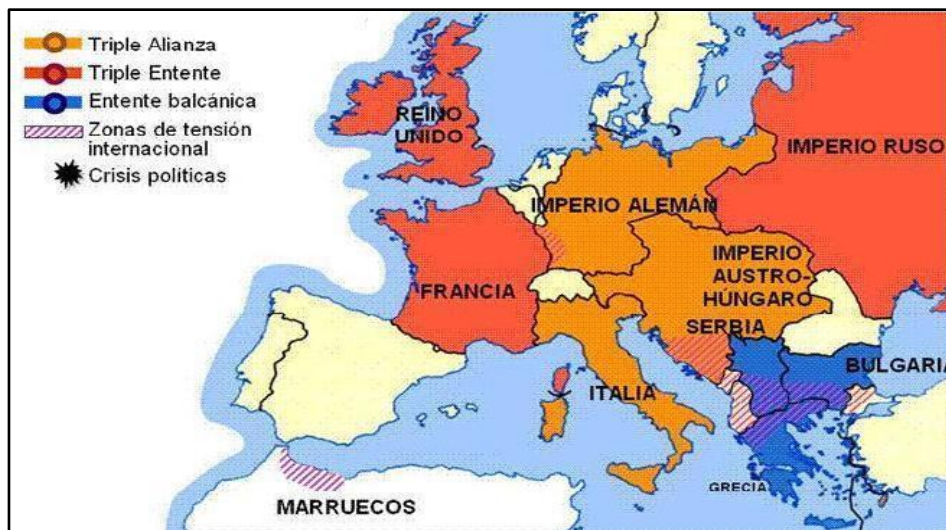 Triple Alianza
Triple Entente
Entente balcánica
Zonas de tensión
internacional
Crisis políticas
REINO
UNIDO
IMPERIO RUSO
IMPERIO ALEMÁN
IMPERIO
AUSTRO-
HÚNGARO
FRANCIA
SERBIA
BULGARIA
ITALIA
GRECIA
MARRUECOS